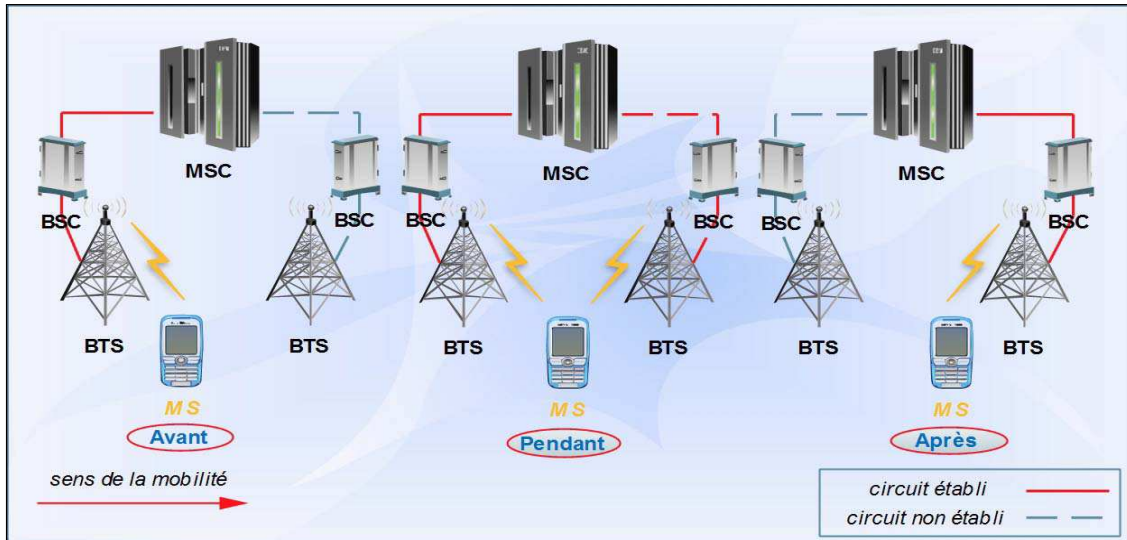 MSC
MSC
MSC
BSC
BSC
BSC
BSC
BSC
BSC
BTS
BTS
BTS
BTS
BTS
BTS
MS
MS
MS
Avant
Pendant
Après
sens de la mobilité
circuit établi
circuit non établi